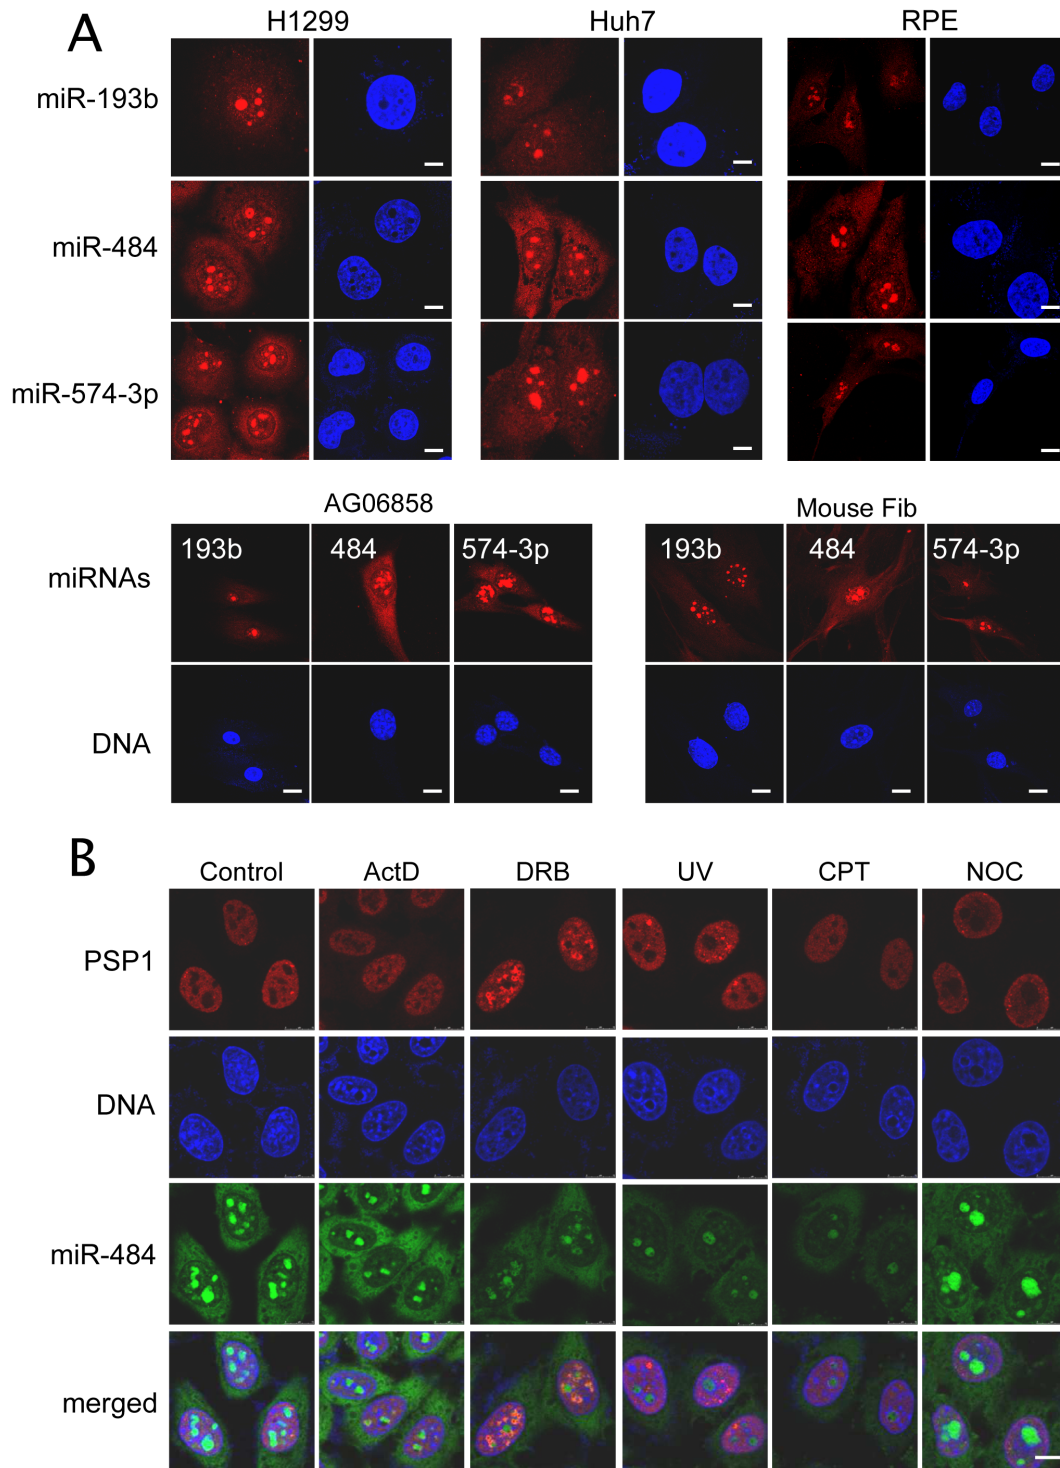 A
H1299 Huh7 RPE
miR-193b
miR-484
miR-574-3p
AG06858 Mouse Fib
miRNAs 193b 484 574-3p 193b 484 574-3p
DNA
B
Control ActD DRB UV CPT NOC
PSP1
DNA
miR-484
merged